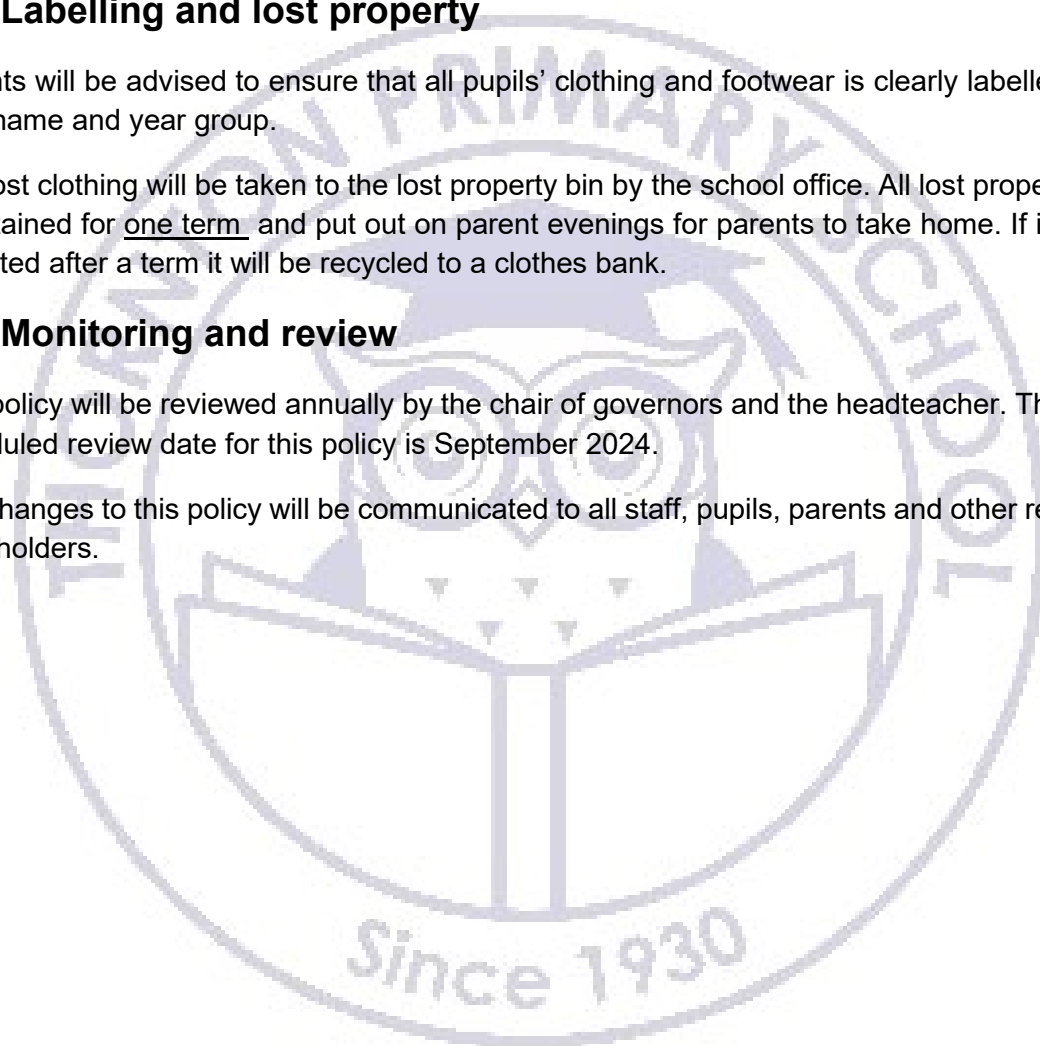 Labelling and lost property
nts will be advised to ensure that all pupils’ clothing and footwear is clearly labelle
name and year group.
ost clothing will be taken to the lost property bin by the school office. All lost prope
tained for one term and put out on parent evenings for parents to take home. If i
ted after a term it will be recycled to a clothes bank.
Monitoring and review
policy will be reviewed annually by the chair of governors and the headteacher. Th
duled review date for this policy is September 2024.
hanges to this policy will be communicated to all staff, pupils, parents and other re
holders.
THORNTON PRIMARY SCHOOL
Since 1930